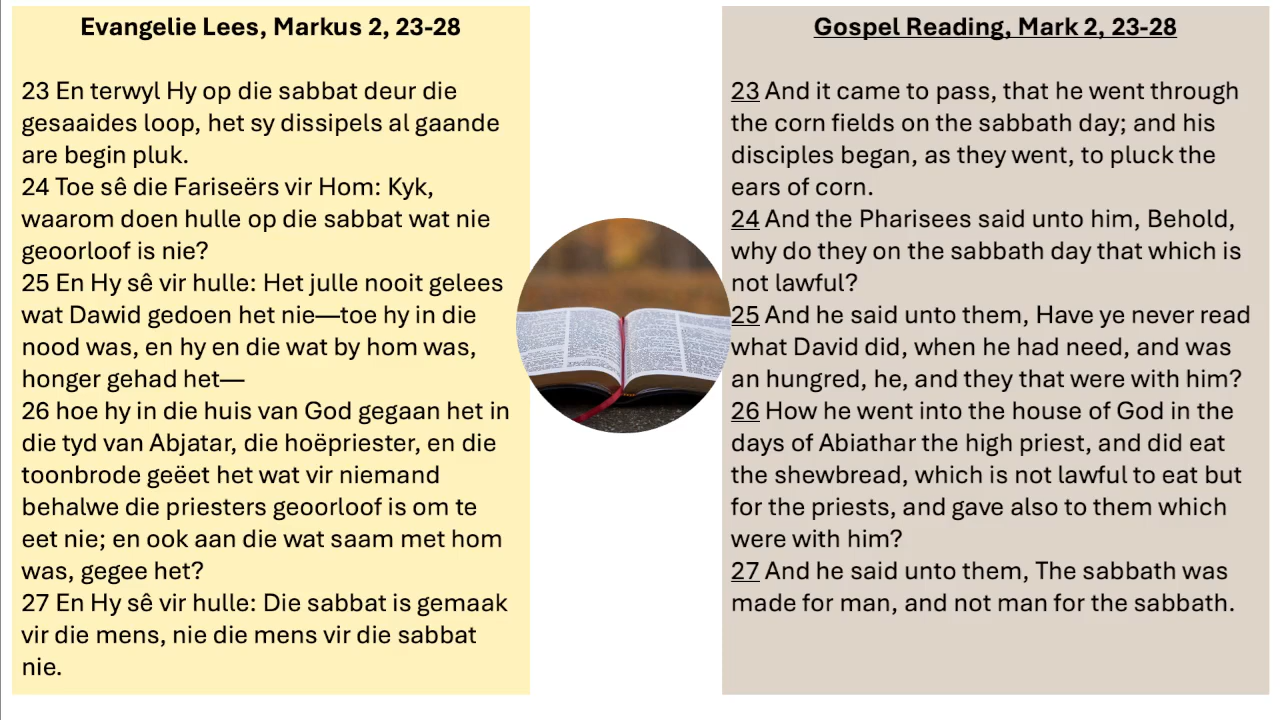 Evangelie Lees, Markus 2, 23-28
23 En terwyl Hy op die sabbat deur die
gesaaides loop, het sy dissipels al gaande
are begin pluk.
24 Toe sê die Fariseërs vir Hom: Kyk,
waarom doen hulle op die sabbat wat nie
geoorloof is nie?
25 En Hy sê vir hulle: Het julle nooit gelees
wat Dawid gedoen het nie—toe hy in die
nood was, en hy en die wat by hom was,
honger gehad het—
26 hoe hy in die huis van God gegaan het in
die tyd van Abjatar, die hoëpriester, en die
toonbrode geëet het wat vir niemand
behalwe die priesters geoorloof is om te
eet nie; en ook aan die wat saam met hom
was, gegee het?
27 En Hy sê vir hulle: Die sabbat is gemaak
vir die mens, nie die mens vir die sabbat
nie.
Gospel Reading, Mark 2, 23-28
23 And it came to pass, that he went through
the corn fields on the sabbath day; and his
disciples began, as they went, to pluck the
ears of corn.
24 And the Pharisees said unto him, Behold,
why do they on the sabbath day that which is
not lawful?
25 And he said unto them, Have ye never read
what David did, when he had need, and was
an hungred, he, and they that were with him?
26 How he went into the house of God in the
days of Abiathar the high priest, and did eat
the shewbread, which is not lawful to eat but
for the priests, and gave also to them which
were with him?
27 And he said unto them, The sabbath was
made for man, and not man for the sabbath.